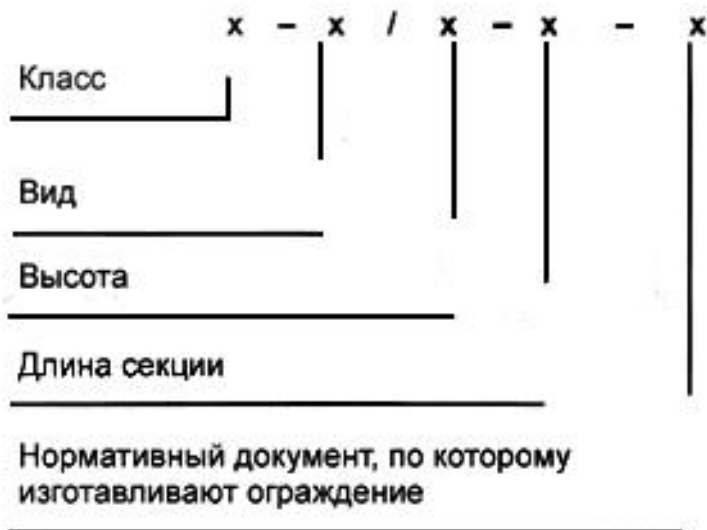 х – х / х – х – х
Класс
Вид
Высота
Длина секции
Нормативный документ, по которому
изготавливают ограждение